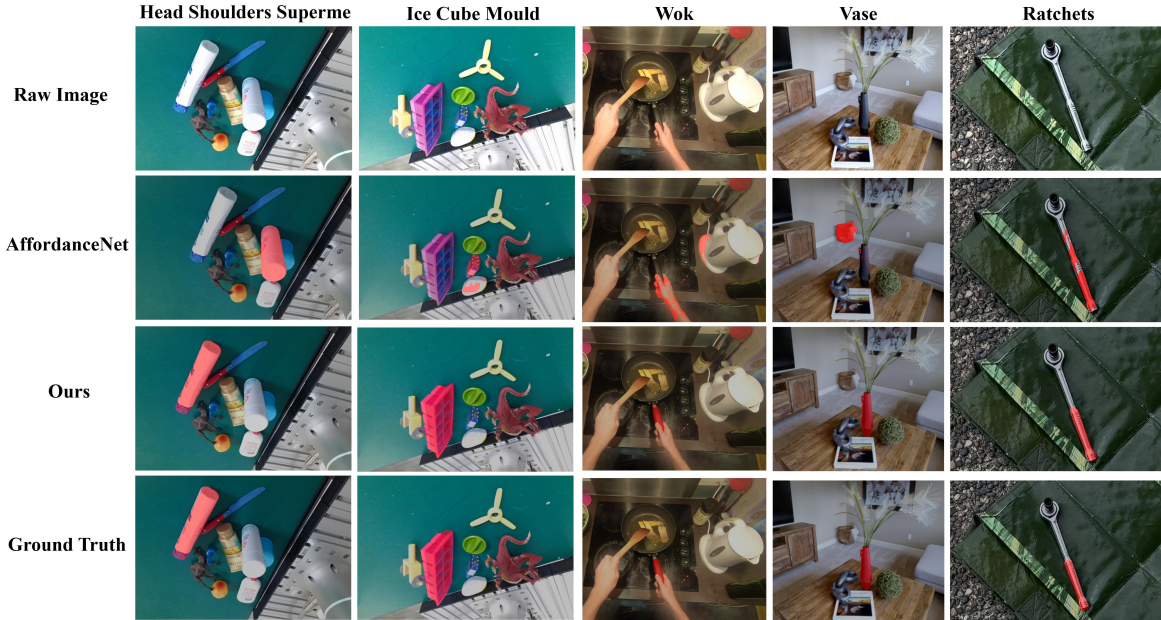 Head Shoulders Superme Ice Cube Mould Wok Vase Ratchets
Raw Image
AffordanceNet
Ours
Ground Truth